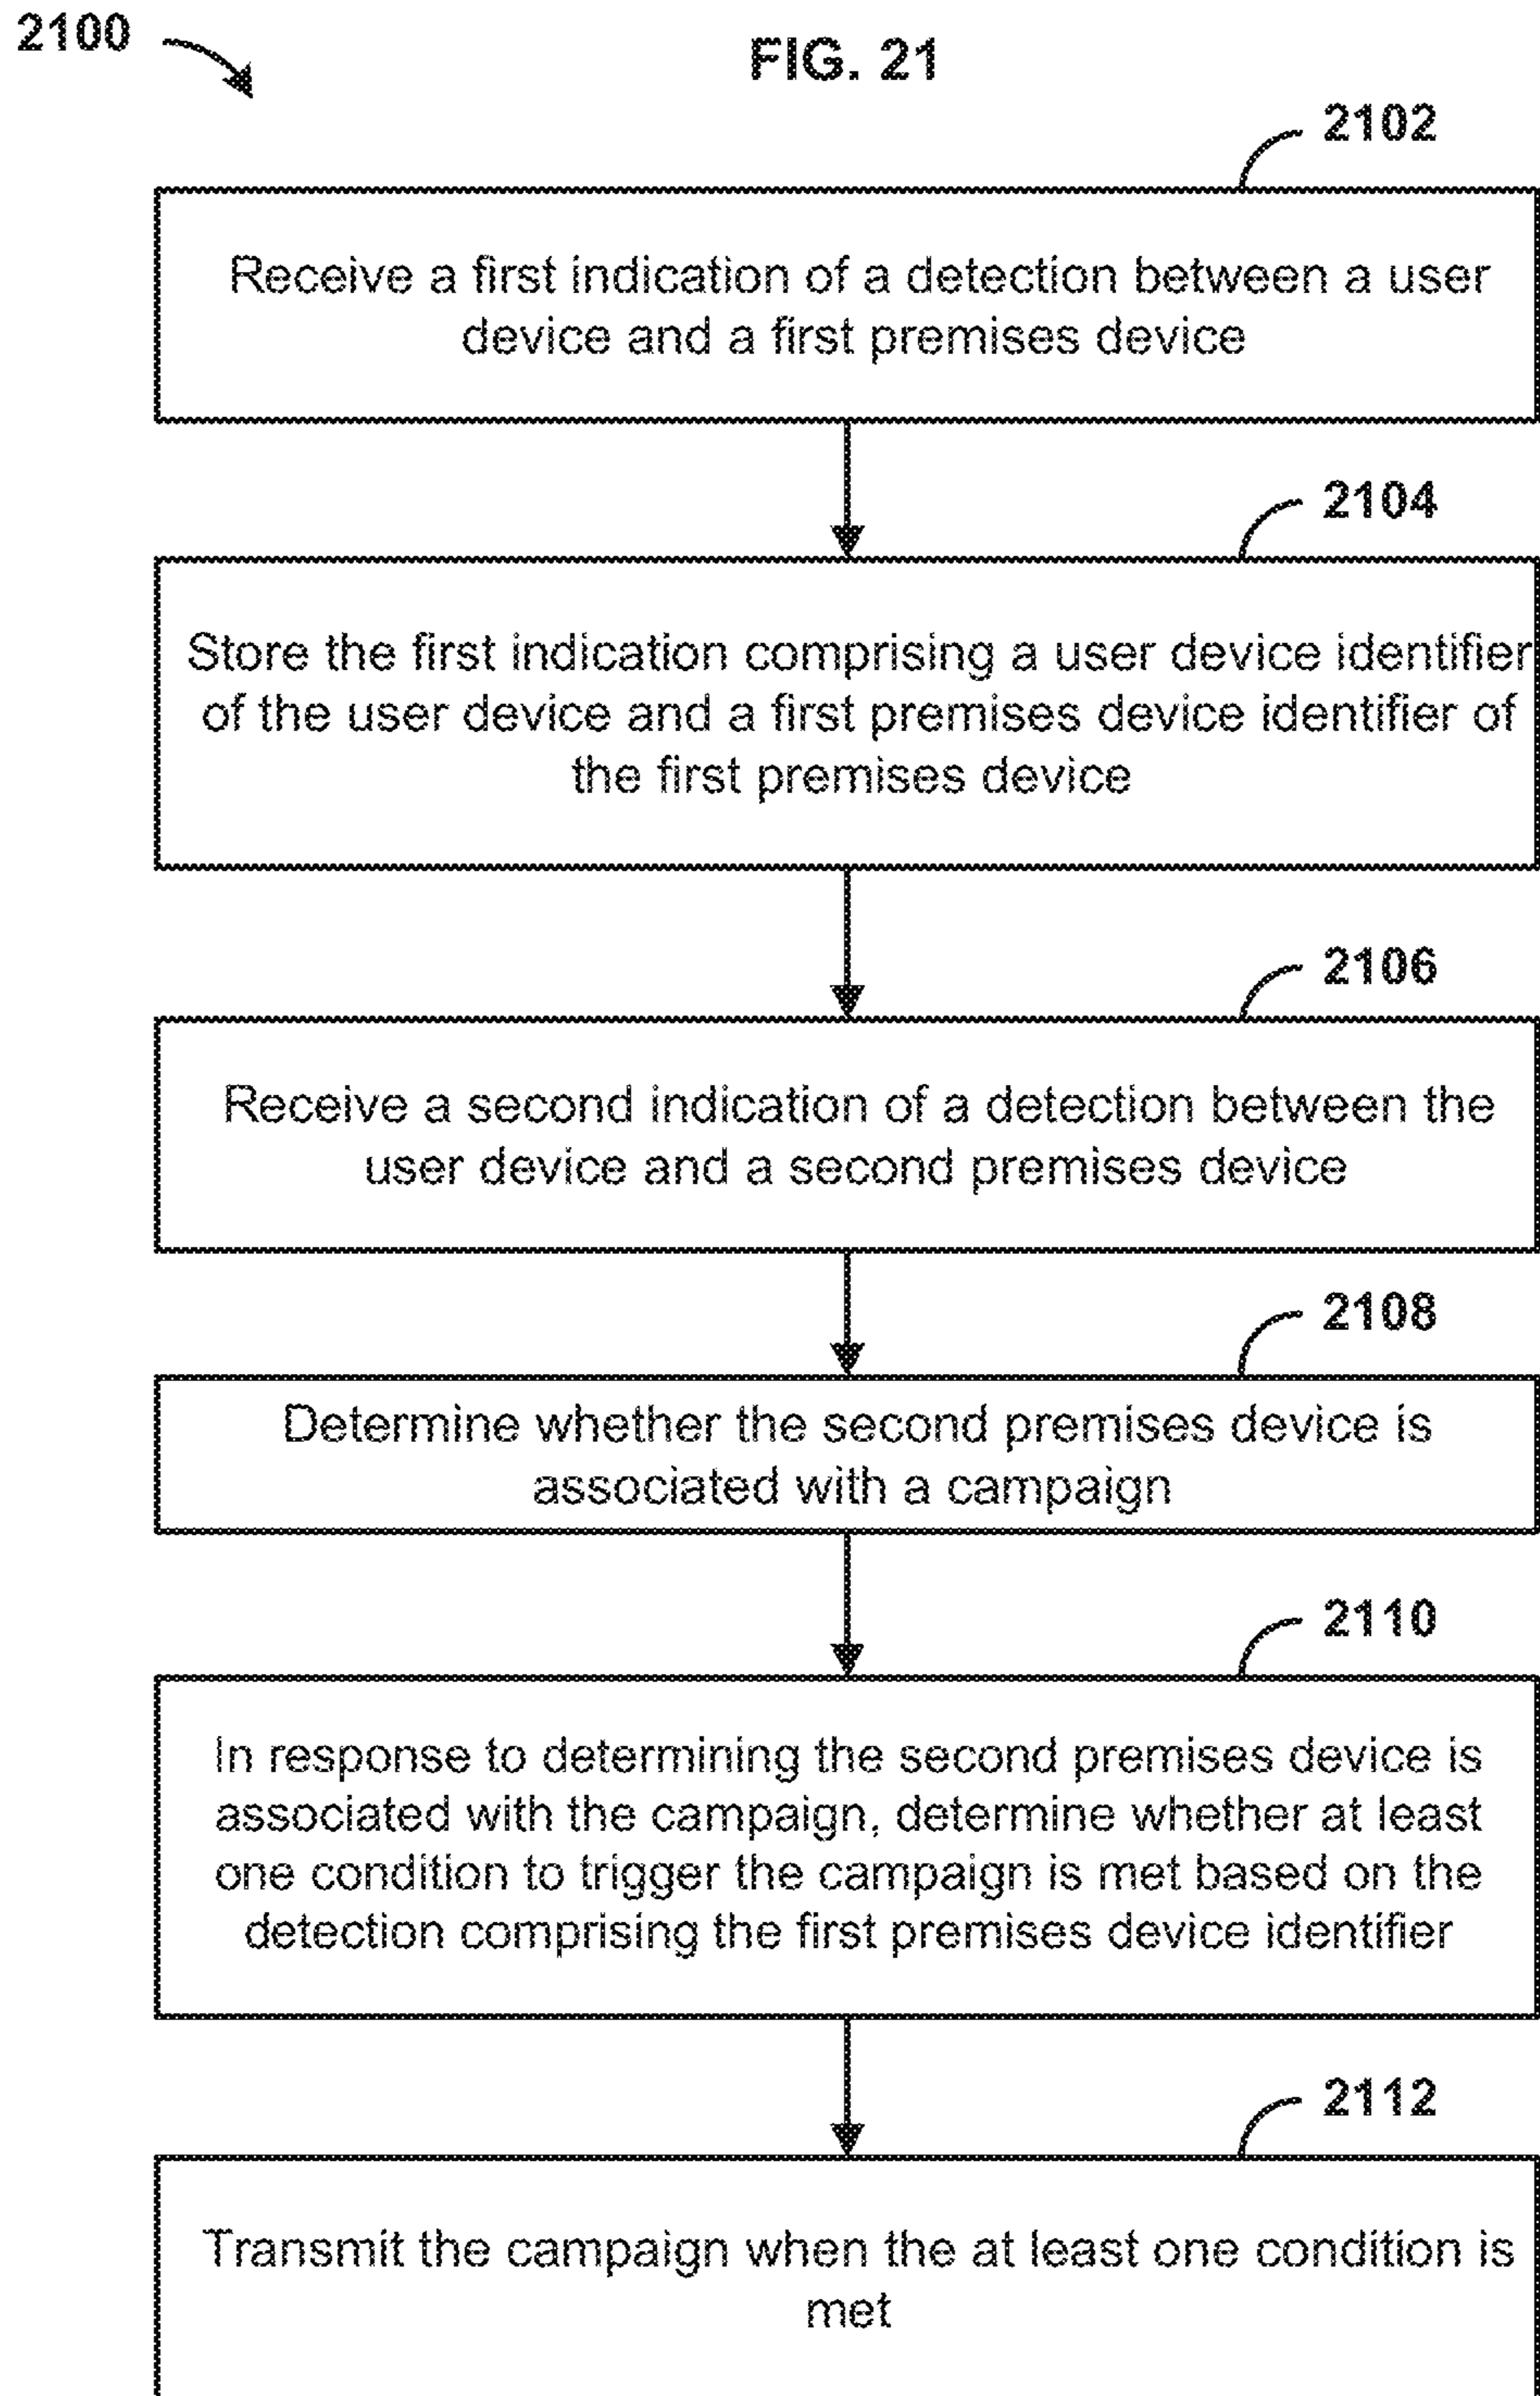 2100
FIG. 21
2102
Receive a first indication of a detection between a user
device and a first premises device
2104
Store the first indication comprising a user device identifier
of the user device and a first premises device identifier of
the first premises device
2106
Receive a second indication of a detection between the
user device and a second premises device
2108
Determine whether the second premises device is
associated with a campaign
2110
In response to determining the second premises device is
associated with the campaign, determine whether at least
one condition to trigger the campaign is met based on the
detection comprising the first premises device identifier
2112
Transmit the campaign when the at least one condition is
met